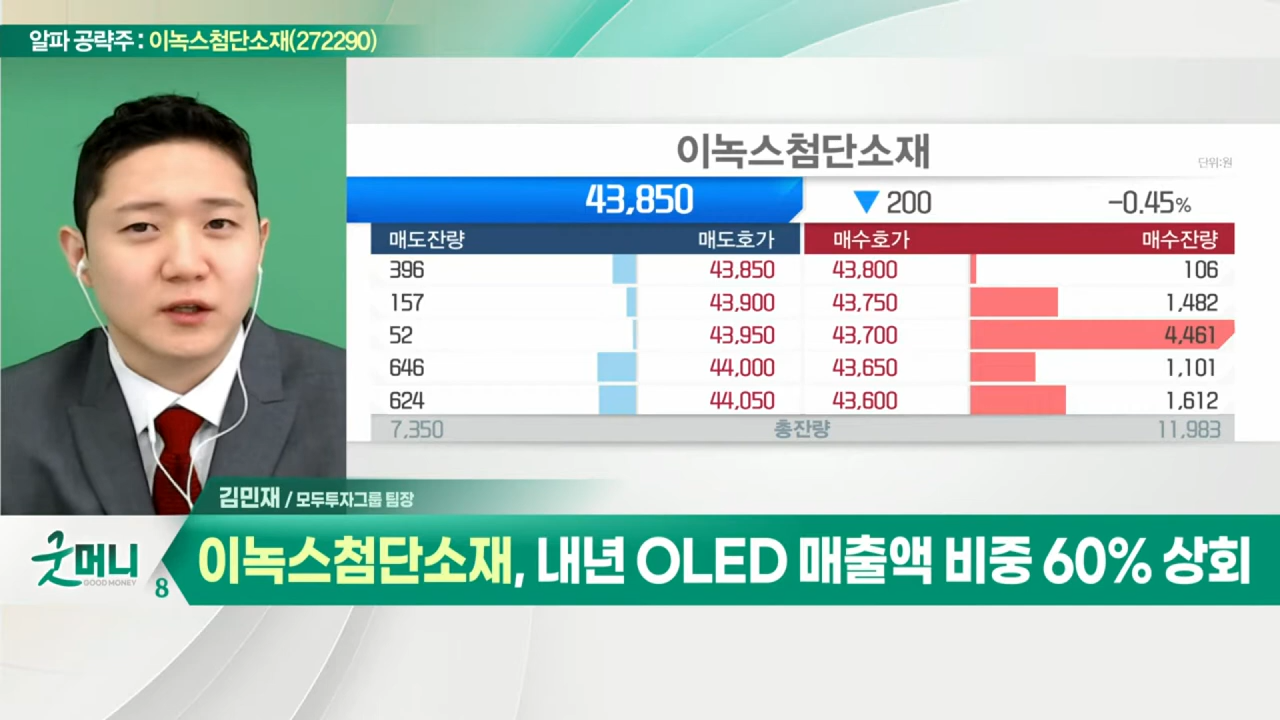 알파 공략주 : 이녹스첨단소재(272290)
이녹스첨단소재
단위:원
43,850 ▼ 200 -0.45%
매도잔량 매도호가 매수호가 매수잔량
396 43,850 43,800 106
157 43,900 43,750 1,482
52 43,950 43,700 4,461
646 44,000 43,650 1,101
624 44,050 43,600 1,612
7,350 총잔량 11,983
김민재 / 모두투자그룹 팀장
굿머니
GOOD MONEY
8
이녹스첨단소재, 내년 OLED 매출액 비중 60% 상회